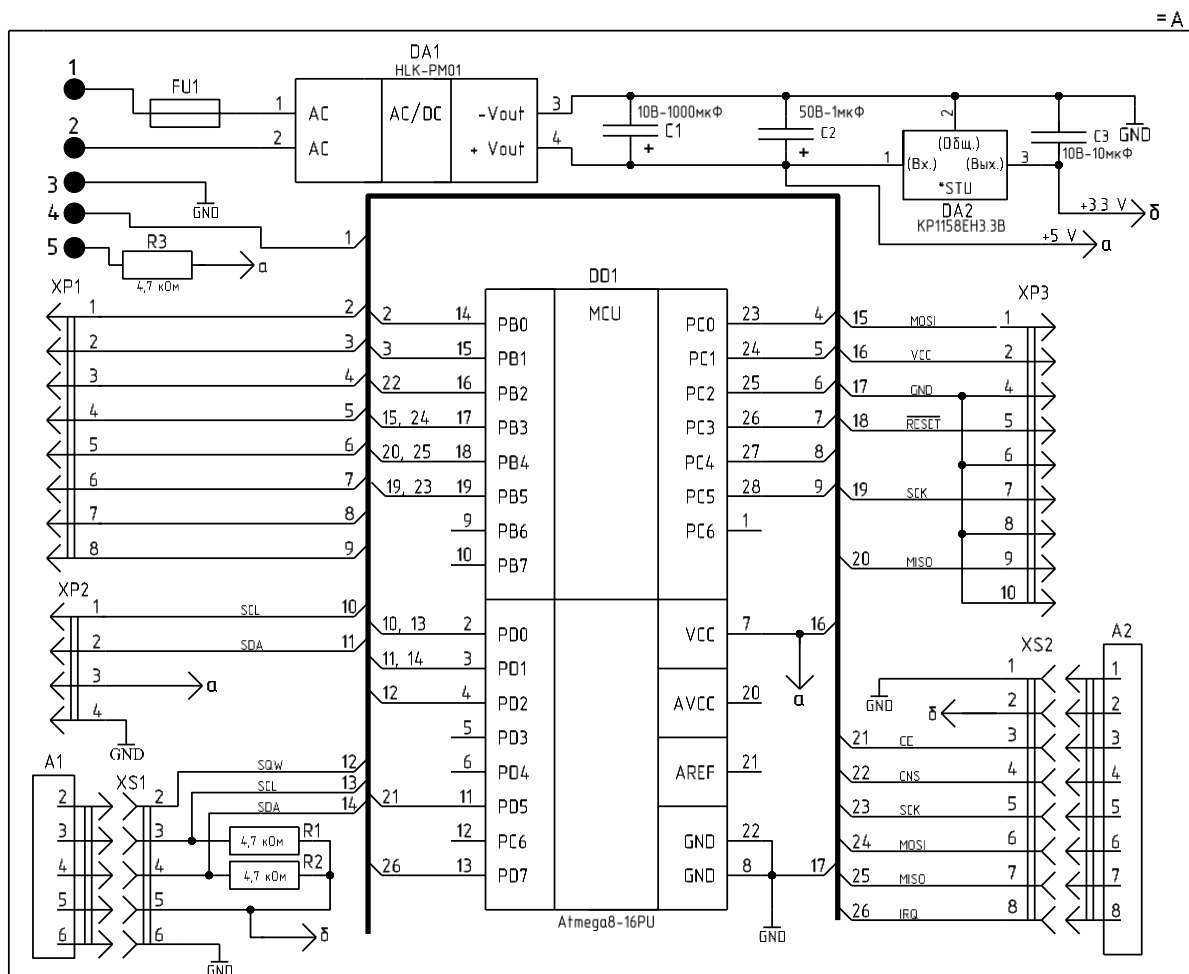 = A
1
2
3
4
5
FU1
1
2
DA1
HLK-PM01
AC
AC
AC/DC
-Vout
+ Vout
3
4
10В-1000мкФ
C1
+
50В-1мкФ
C2
+
2
1
(Общ.)
(Вх.)
(Вых.)
*STU
3
DA2
КР1158ЕН3.3В
C3
10В-10мкФ
GND
+3.3 V
δ
+5 V
α
GND
1
R3
4,7 кОм
α
XP1
1
2
3
4
5
6
7
8
2
3
4
5
6
7
8
9
XP2
1
SCL
10
2
SDA
11
3
α
4
GND
A1
XS1
2
3
4
5
6
2
3
4
5
6
SQW
12
SCL
13
SDA
14
R1
4,7 кОм
R2
4,7 кОм
δ
GND
DD1
MCU
2
14
PB0
3
15
PB1
22
16
PB2
15, 24
17
PB3
20, 25
18
PB4
19, 23
19
PB5
9
PB6
10
PB7
10, 13
2
PD0
11, 14
3
PD1
12
4
PD2
5
PD3
6
PD4
21
11
PD5
12
PC6
26
13
PD7
PC0
23
4
PC1
24
5
PC2
25
6
PC3
26
7
PC4
27
8
PC5
28
9
PC6
1
VCC
7
16
α
AVCC
20
AREF
21
GND
22
GND
8
17
GND
Atmega8-16PU
XP3
15
MOSI
1
16
VCC
2
17
GND
4
18
RESET
5
6
19
SCK
7
8
20
MISO
9
10
XS2
A2
1
1
GND
δ
2
2
21
CE
3
3
22
CNS
4
4
23
SCK
5
5
24
MOSI
6
6
25
MISO
7
7
26
IRQ
8
8